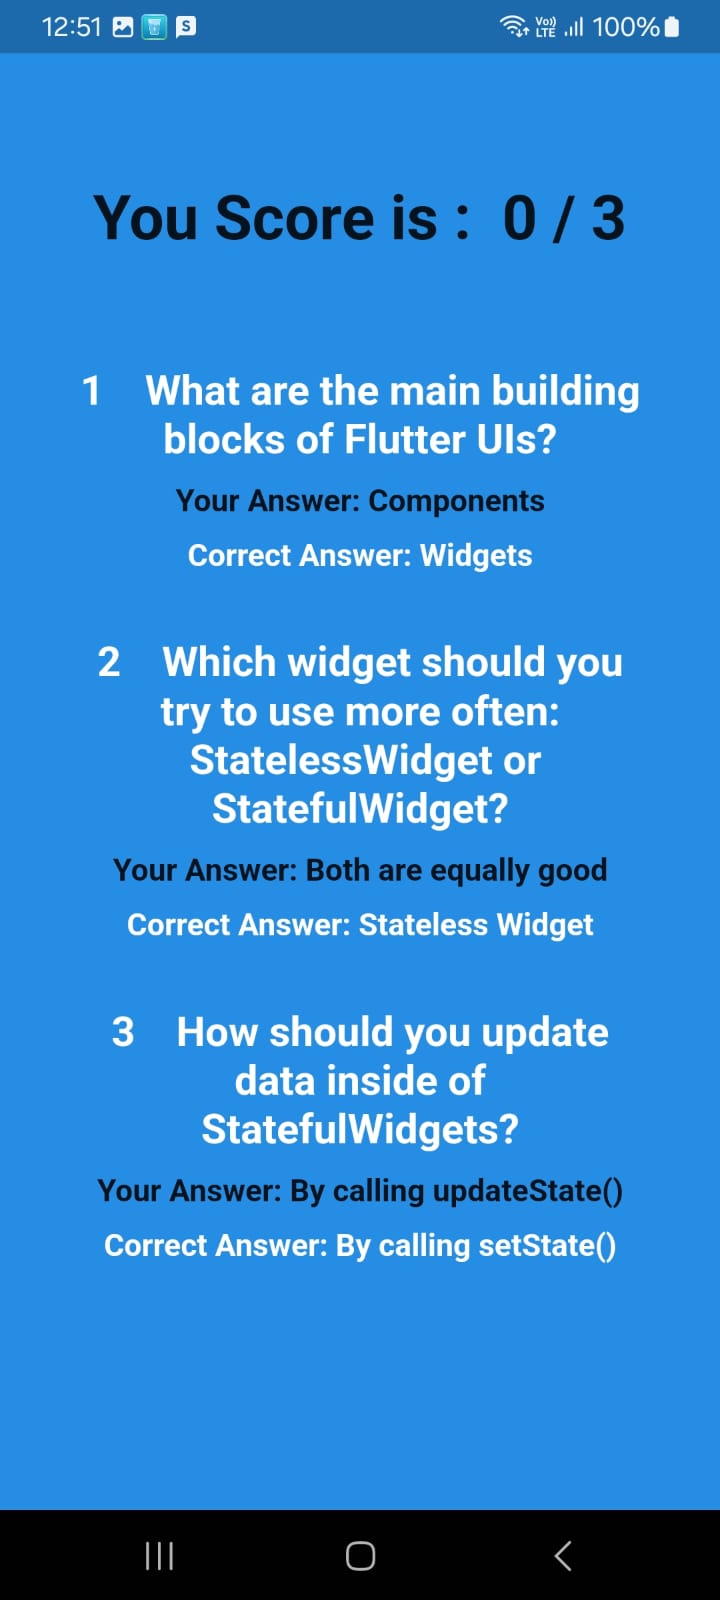 12:51 S Vo)) LTE 100%
You Score is : 0 / 3
1 What are the main building
blocks of Flutter UIs?
Your Answer: Components
Correct Answer: Widgets
2 Which widget should you
try to use more often:
StatelessWidget or
StatefulWidget?
Your Answer: Both are equally good
Correct Answer: Stateless Widget
3 How should you update
data inside of
StatefulWidgets?
Your Answer: By calling updateState()
Correct Answer: By calling setState()